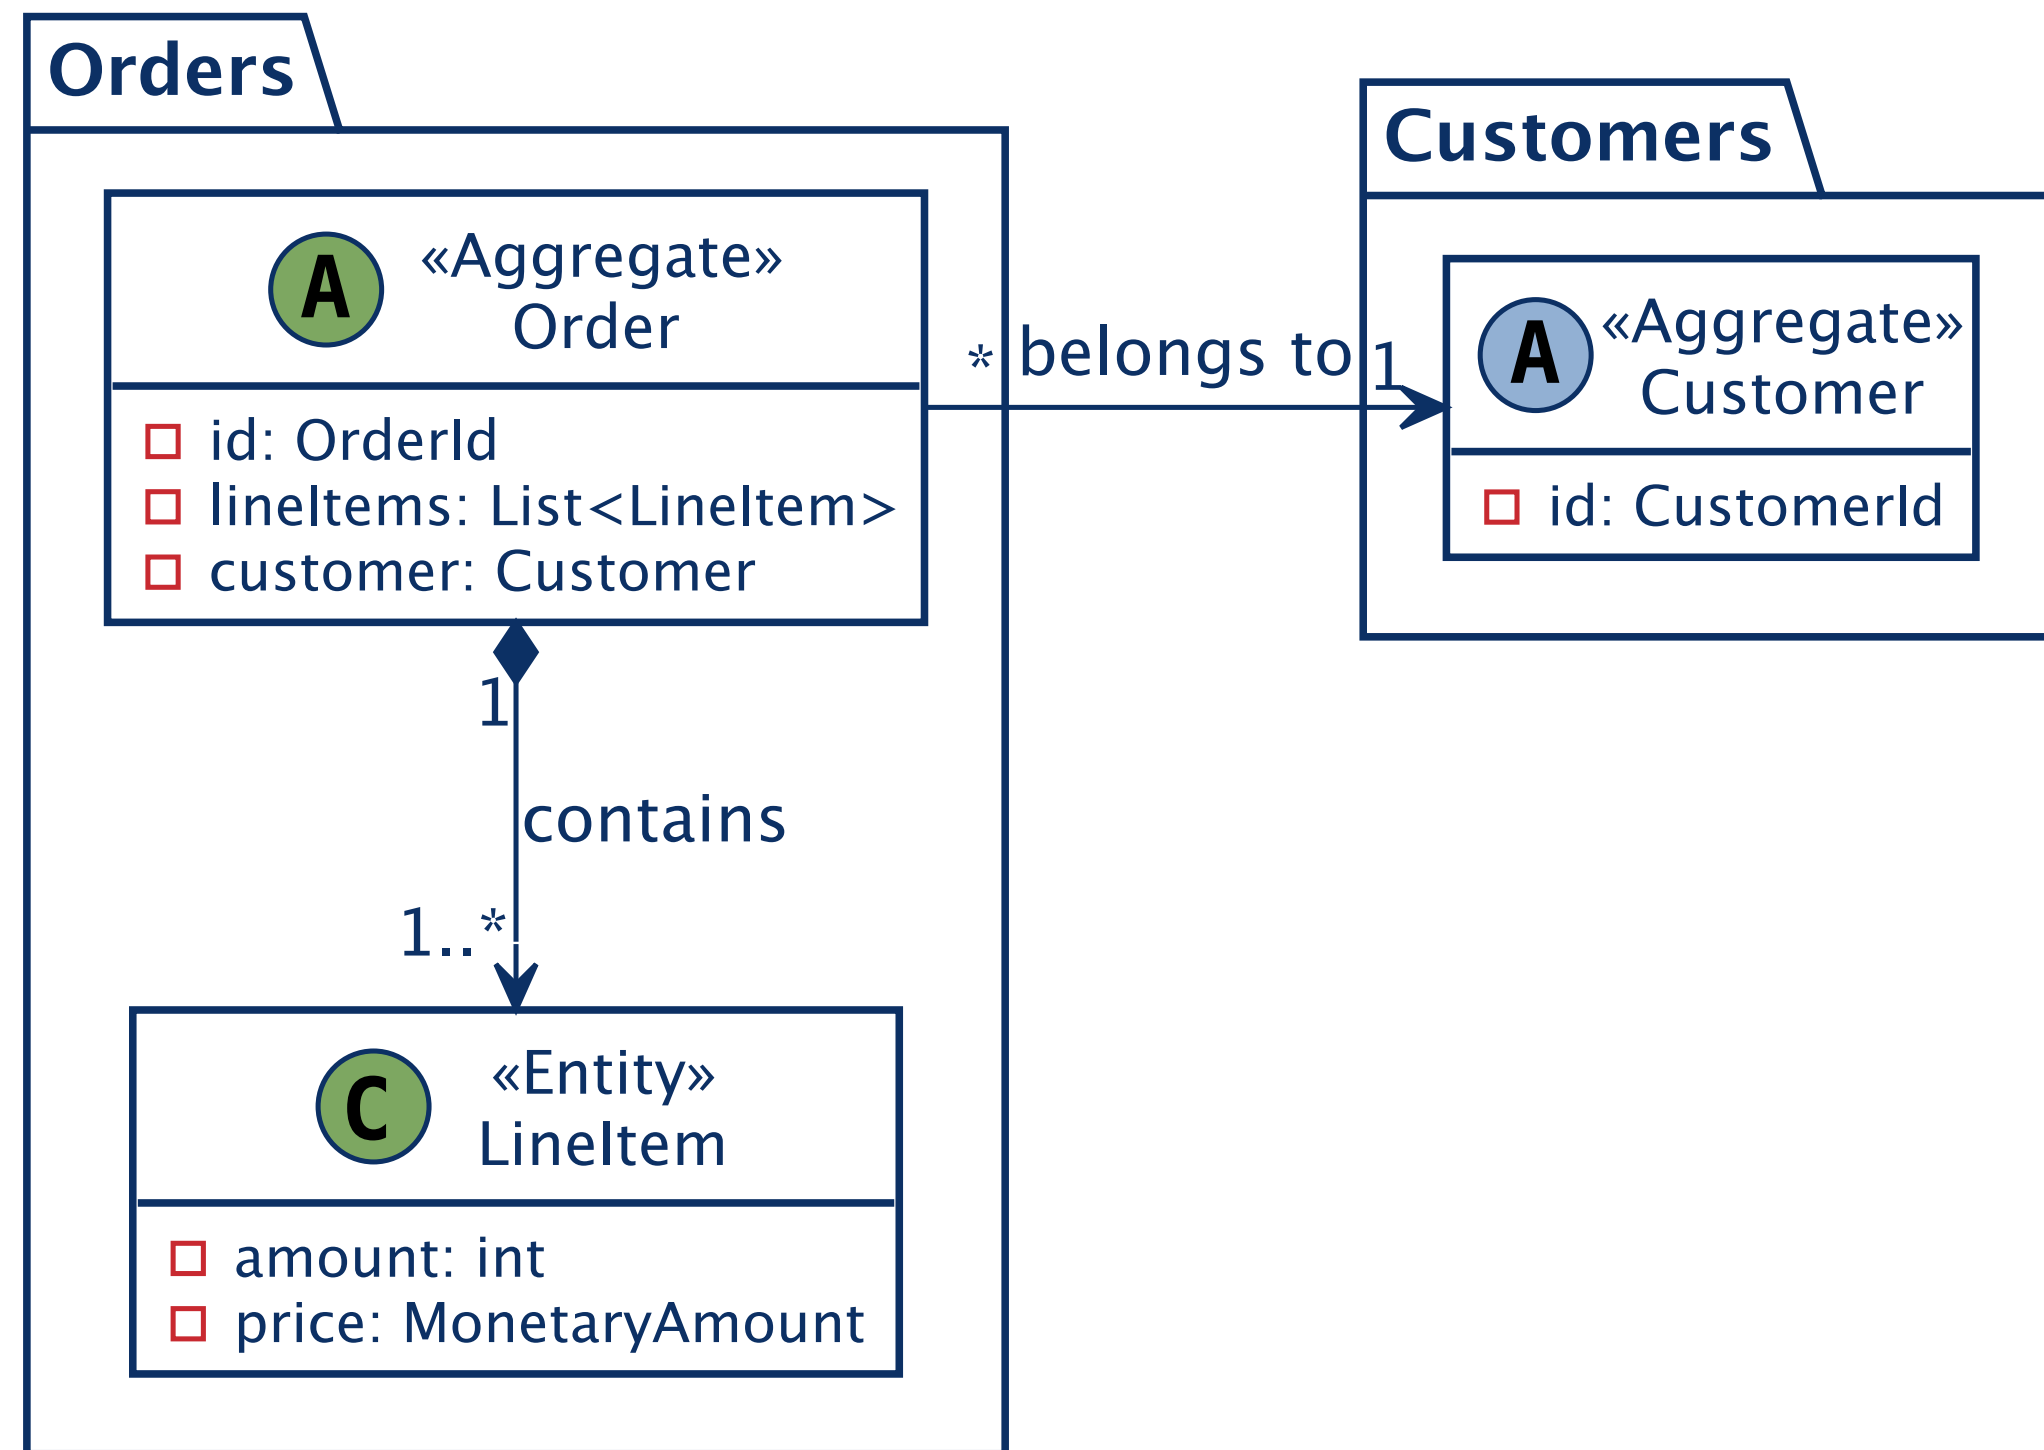 Orders
A
«Aggregate»
Order
id: OrderId
lineItems: List<LineItem>
customer: Customer
* belongs to 1
Customers
A
«Aggregate»
Customer
id: CustomerId
1
contains
1..*
C
«Entity»
LineItem
amount: int
price: MonetaryAmount